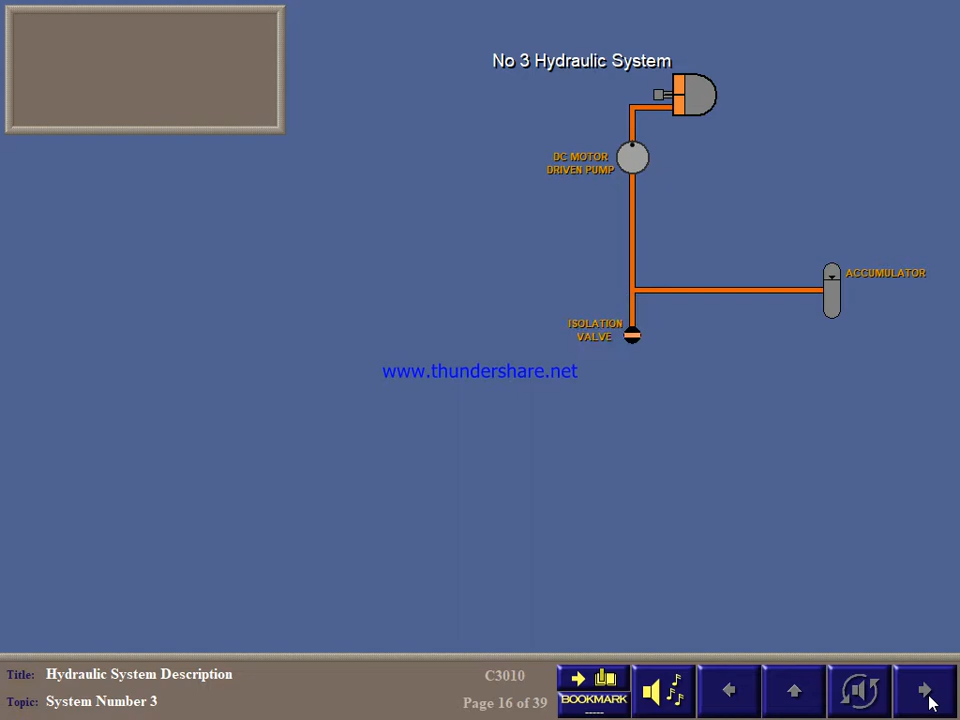 No 3 Hydraulic System
DC MOTOR
DRIVEN PUMP
ACCUMULATOR
ISOLATION
VALVE
www.thundershare.net
Title: Hydraulic System Description
C3010
Topic: System Number 3
Page 16 of 39
BOOKMARK